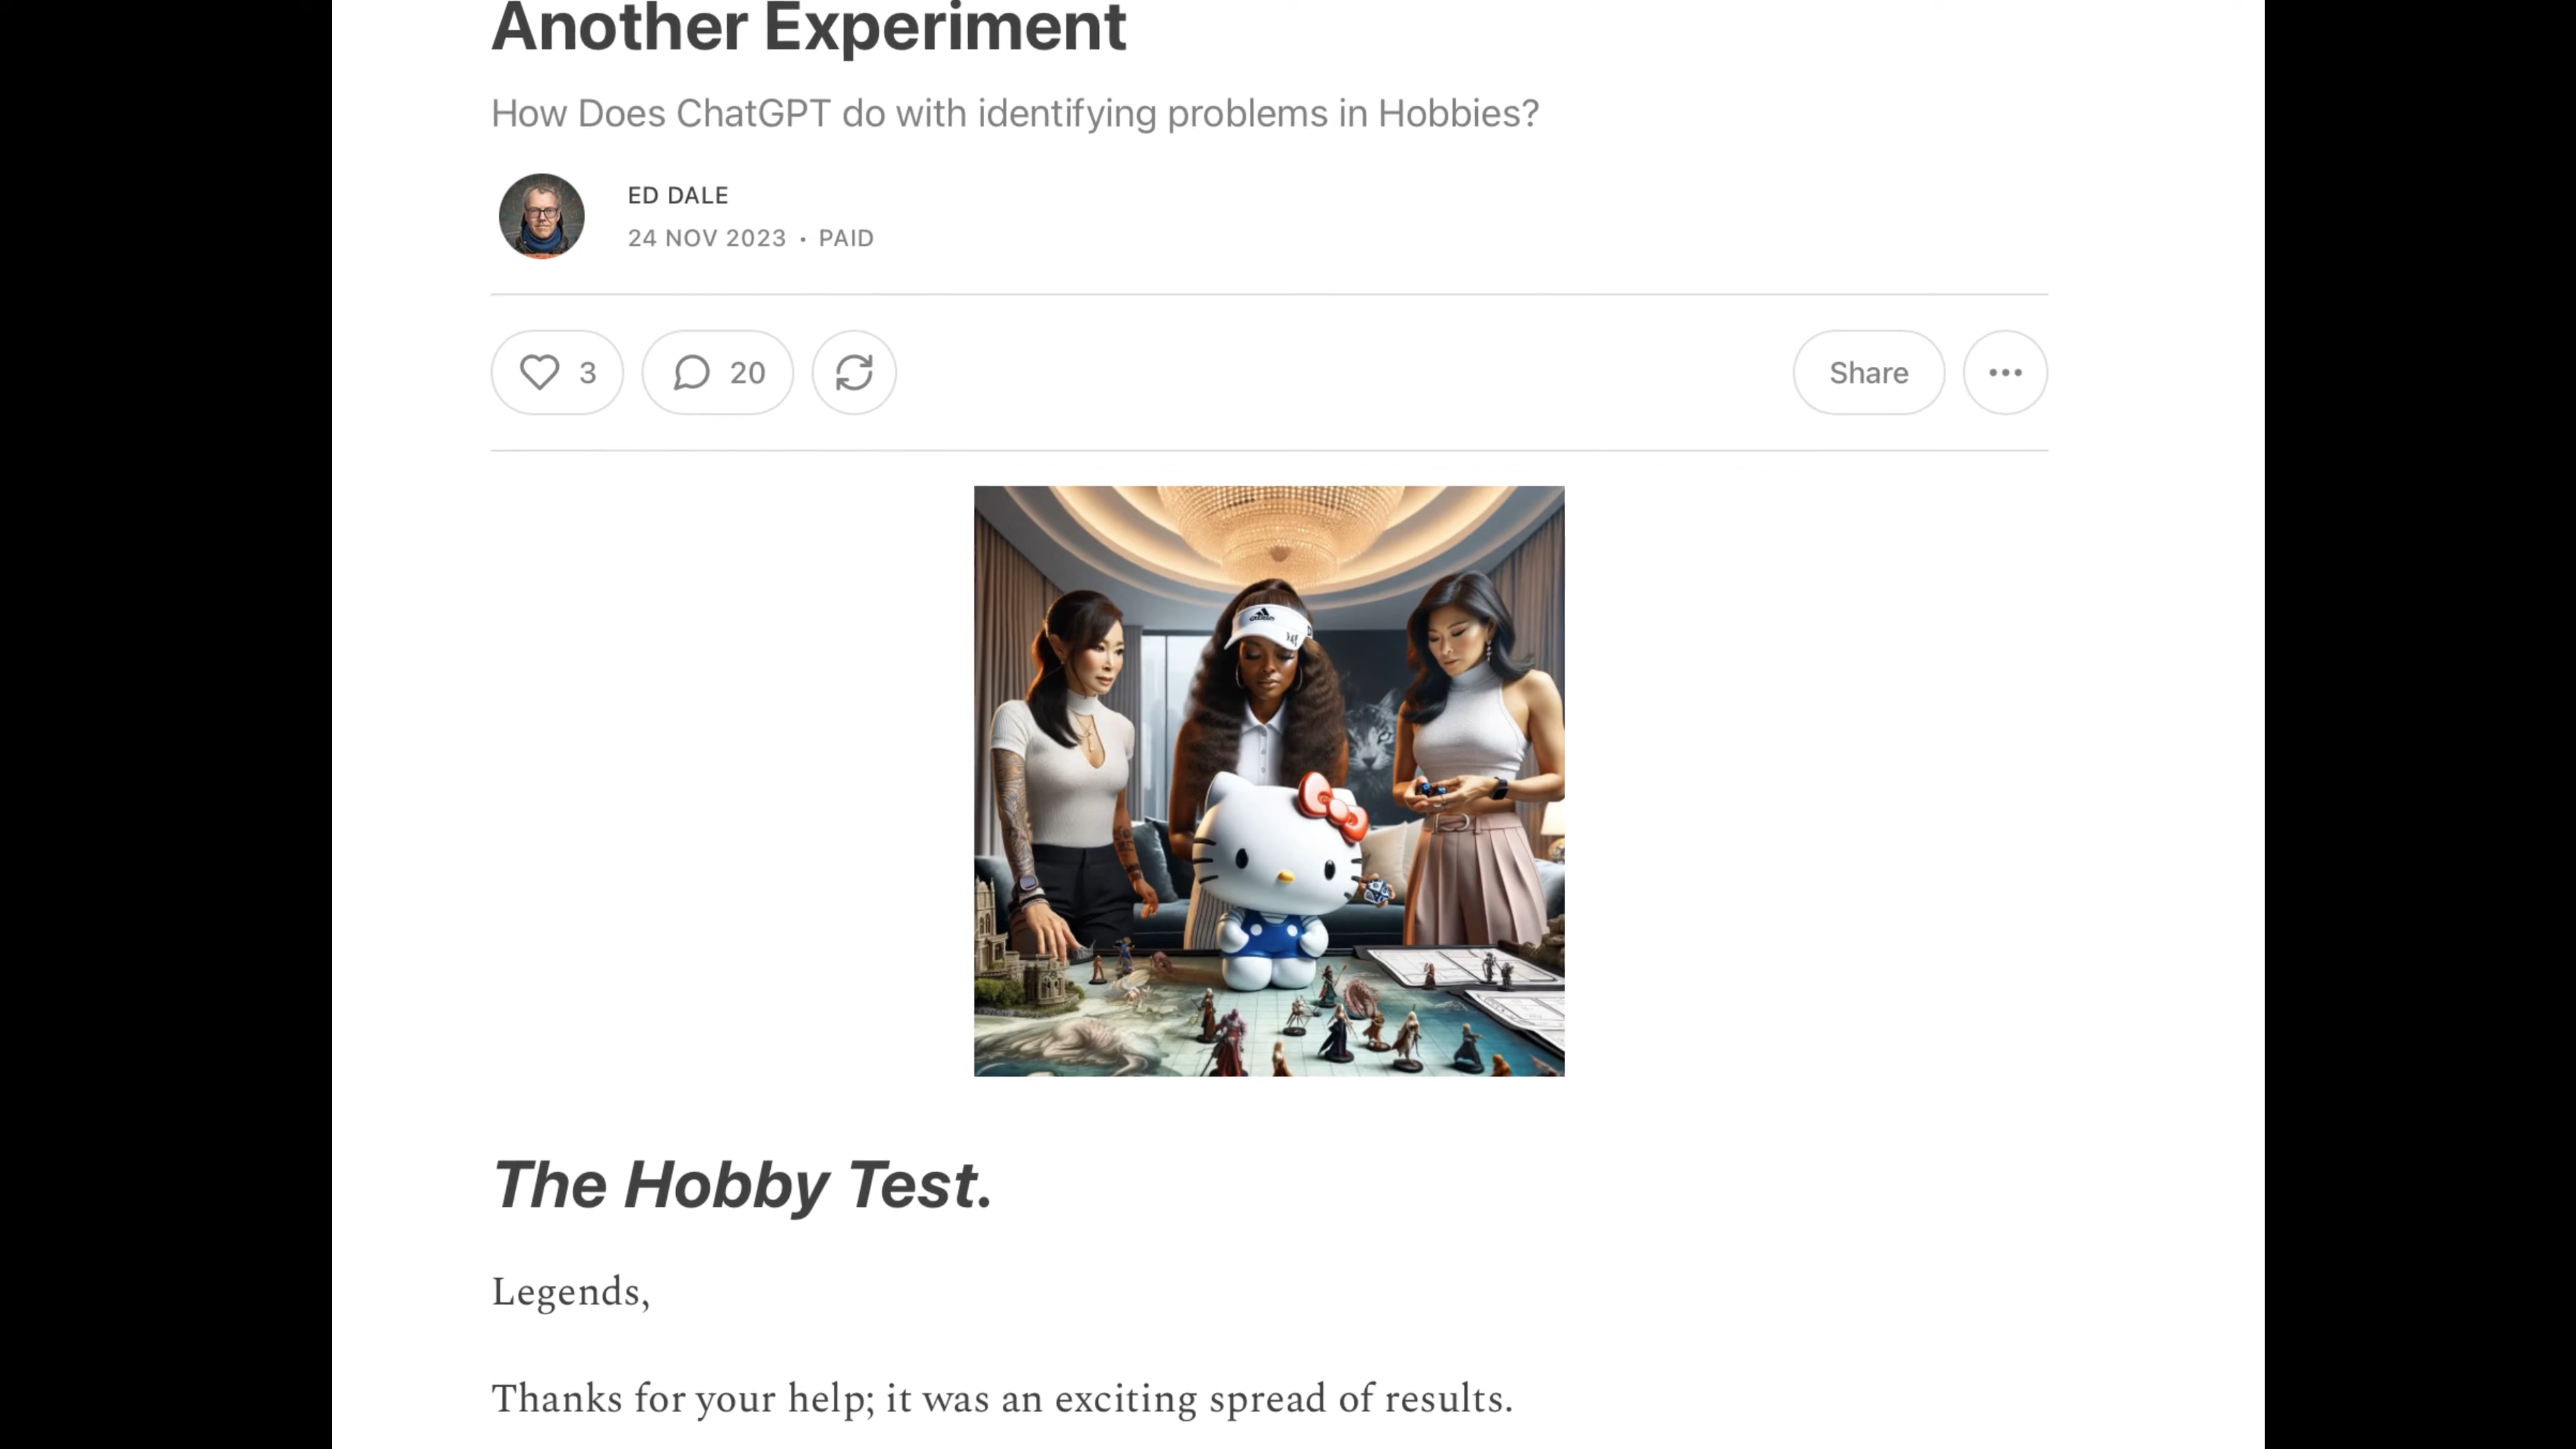 Another Experiment
How Does ChatGPT do with identifying problems in Hobbies?
ED DALE
24 NOV 2023 • PAID
3
20
Share
The Hobby Test.
Legends,
Thanks for your help; it was an exciting spread of results.